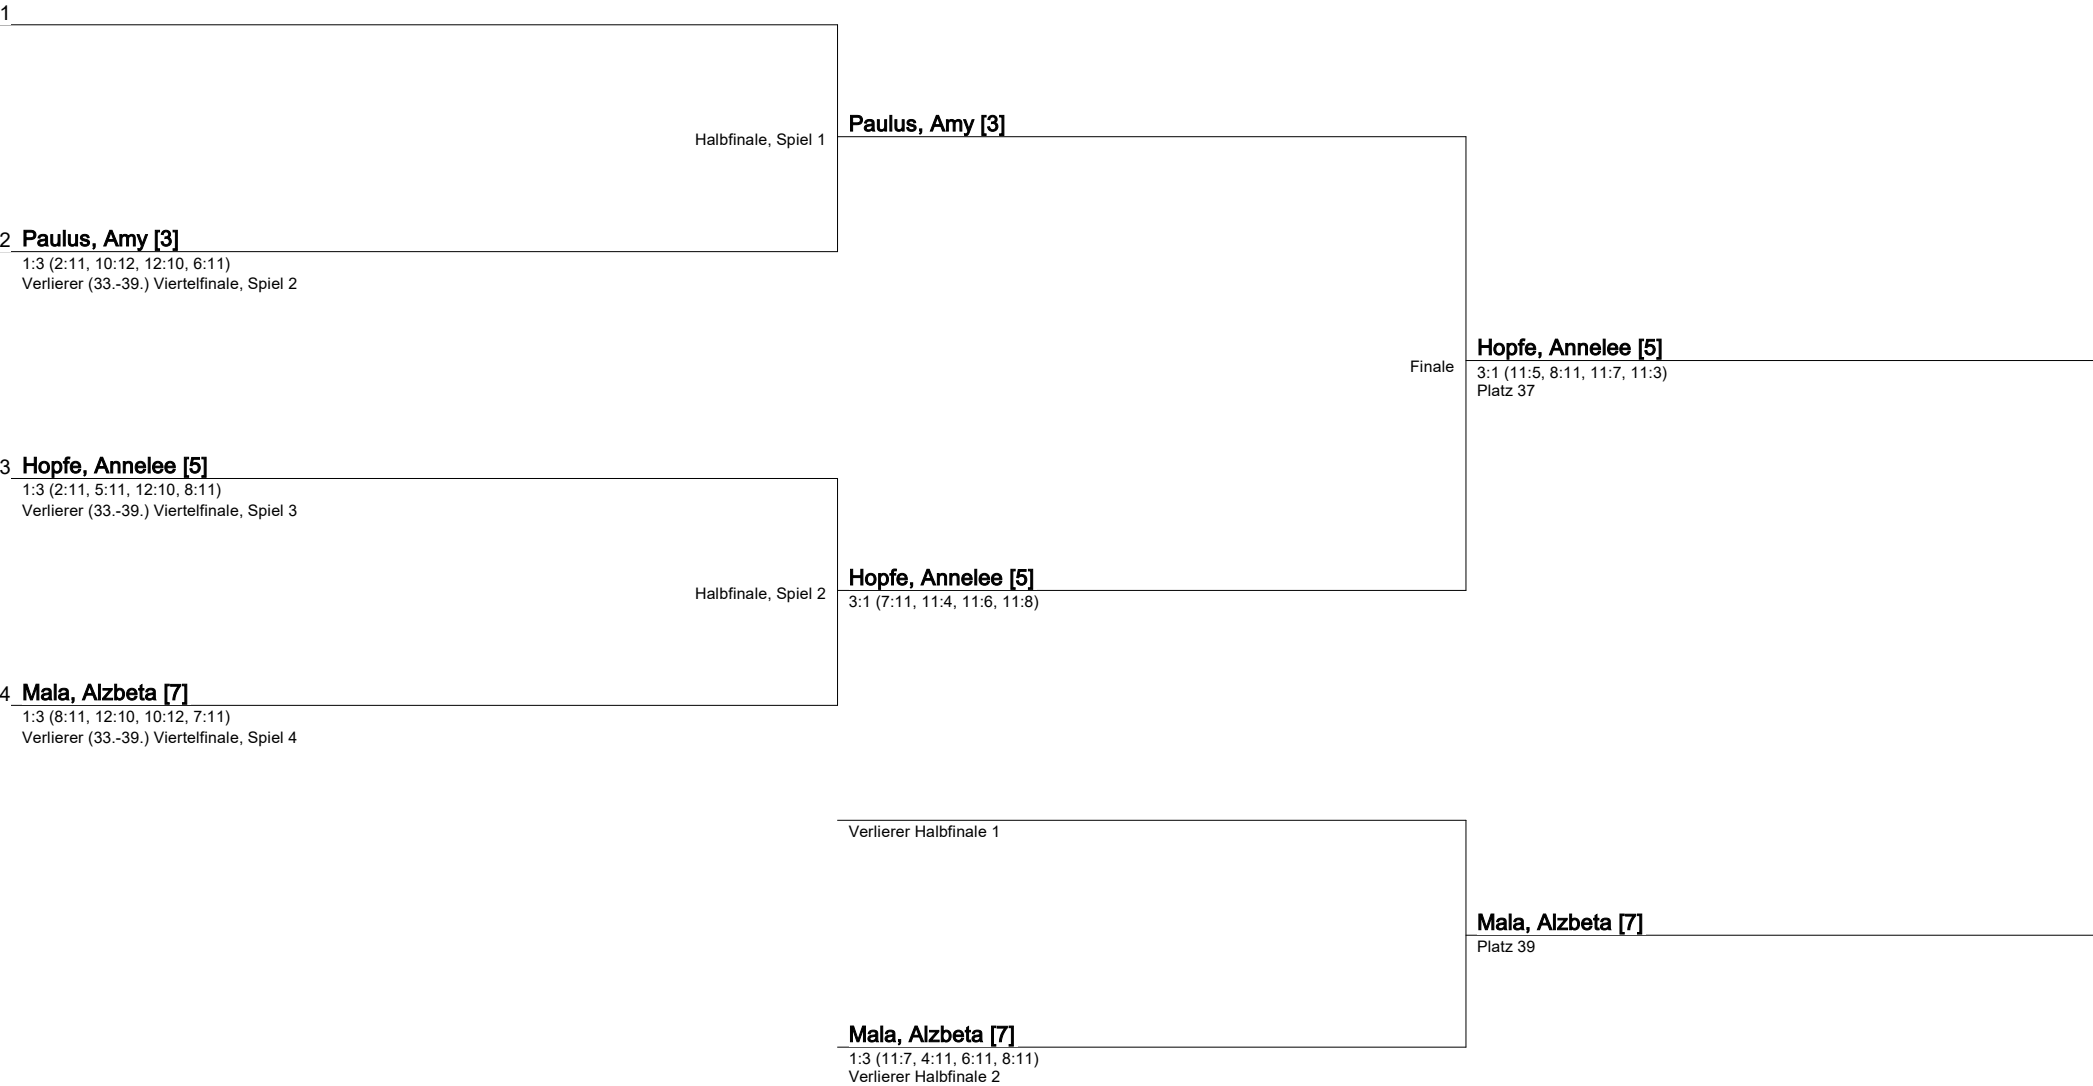 1
Paulus, Amy [3]
Halbfinale, Spiel 1
2 Paulus, Amy [3]
1:3 (2:11, 10:12, 12:10, 6:11)
Verlierer (33.-39.) Viertelfinale, Spiel 2
Hopfe, Annelee [5]
Finale
3:1 (11:5, 8:11, 11:7, 11:3)
Platz 37
3 Hopfe, Annelee [5]
1:3 (2:11, 5:11, 12:10, 8:11)
Verlierer (33.-39.) Viertelfinale, Spiel 3
Hopfe, Annelee [5]
Halbfinale, Spiel 2
3:1 (7:11, 11:4, 11:6, 11:8)
4 Mala, Alzbeta [7]
1:3 (8:11, 12:10, 10:12, 7:11)
Verlierer (33.-39.) Viertelfinale, Spiel 4
Verlierer Halbfinale 1
Mala, Alzbeta [7]
Platz 39
Mala, Alzbeta [7]
1:3 (11:7, 4:11, 6:11, 8:11)
Verlierer Halbfinale 2